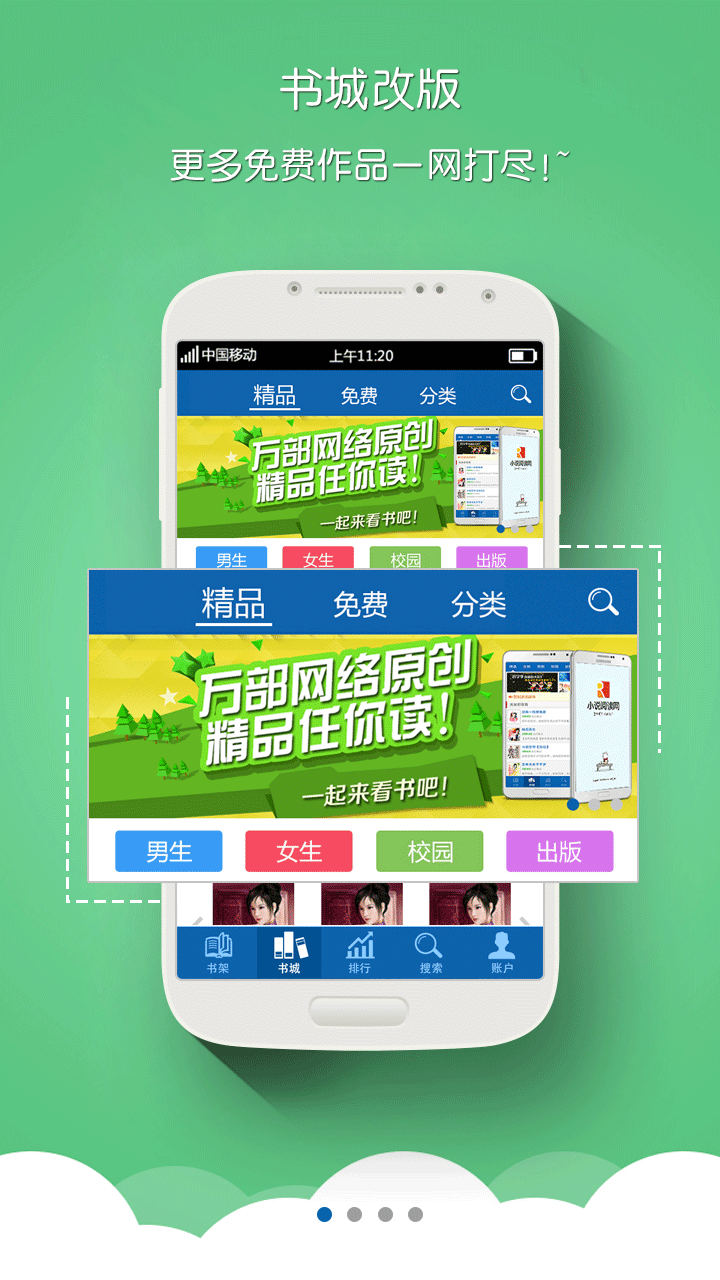 书城改版
更多免费作品一网打尽!~
中国移动 上午11:20
精品 免费 分类
万部网络原创
精品任你读!
一起来看书吧!
小说阅读网
男生 女生 校园 出版
精品 免费 分类
万部网络原创
精品任你读!
一起来看书吧!
小说阅读网
男生 女生 校园 出版
书架 书城 排行 搜索 账户